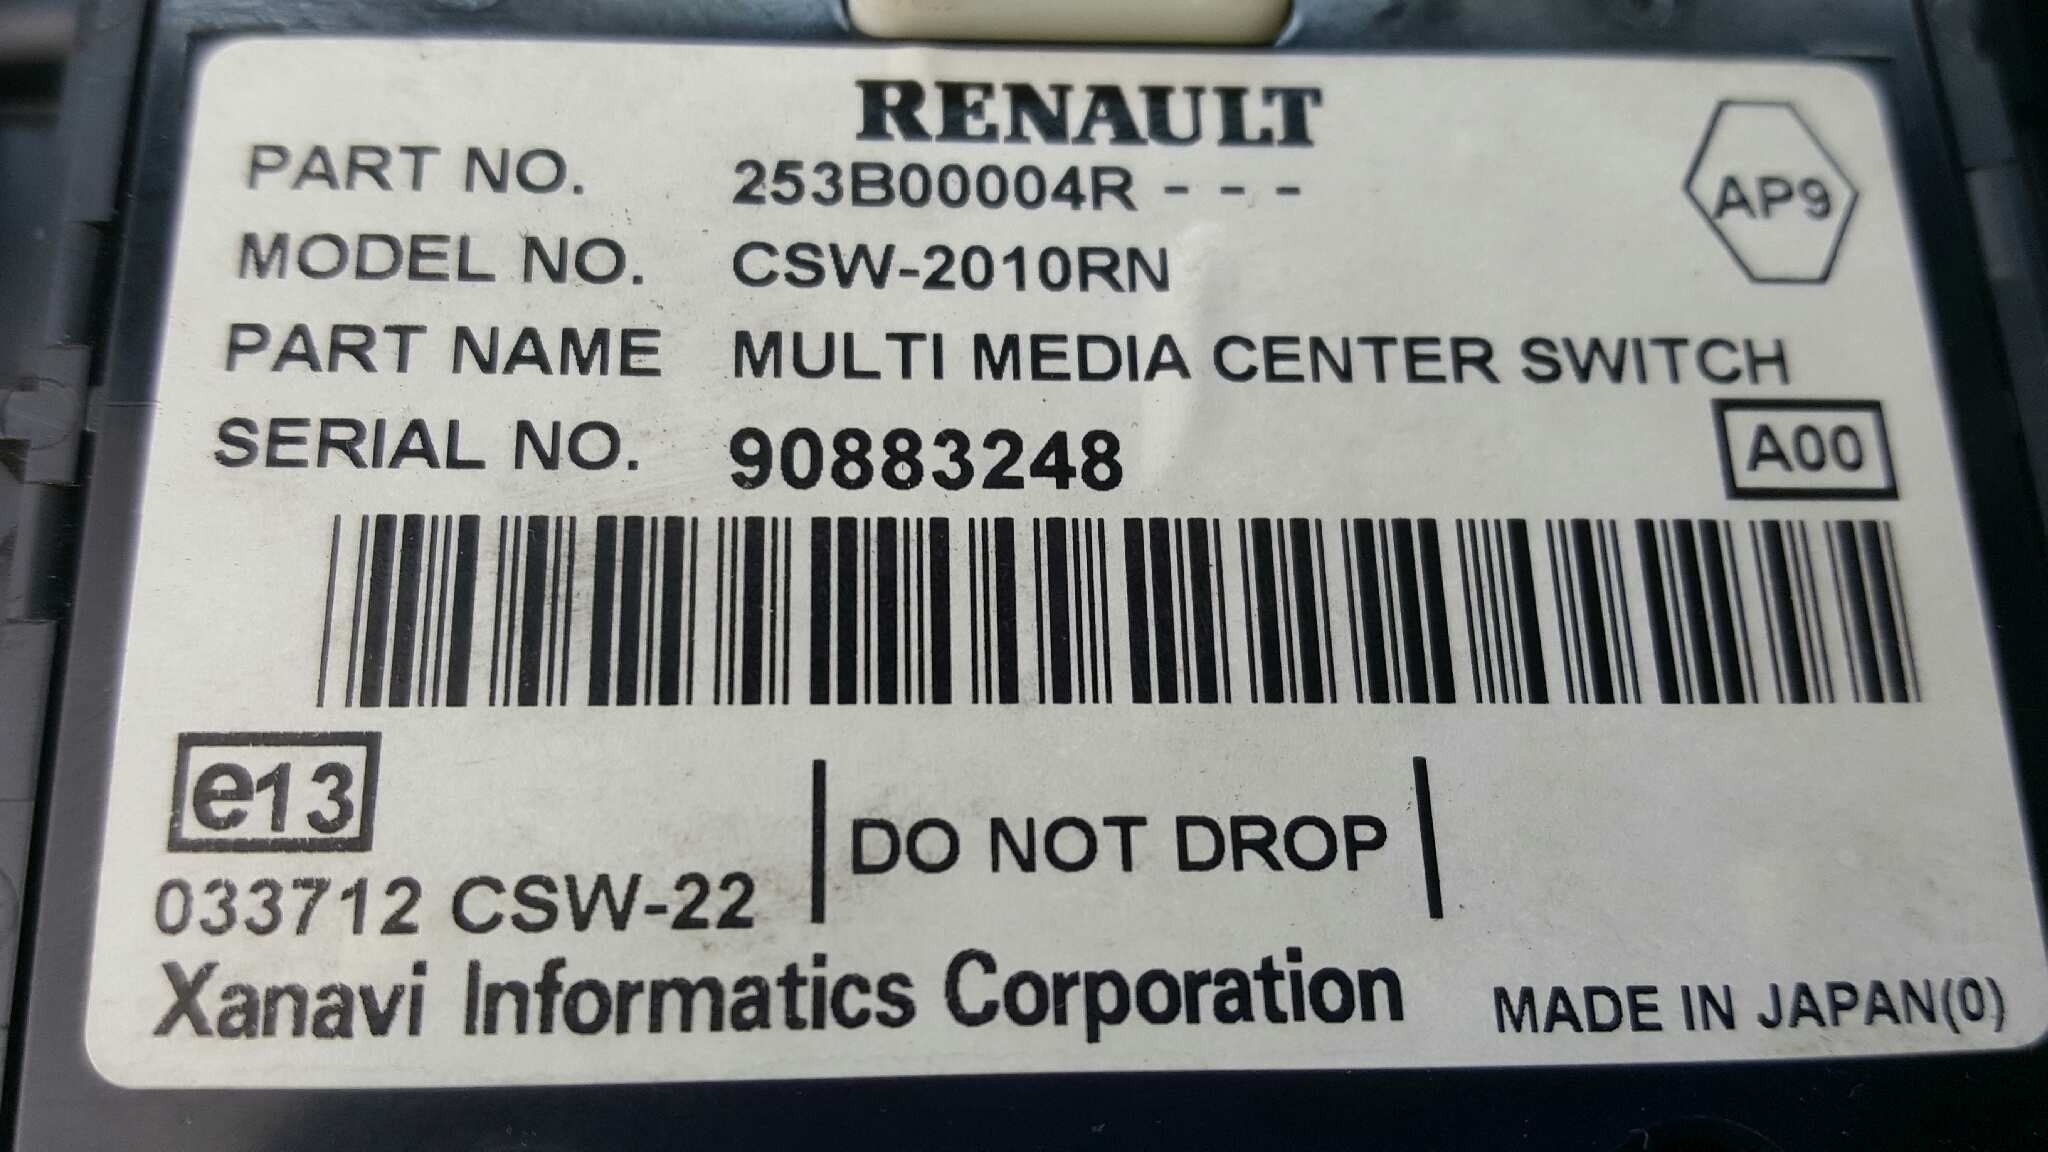 RENAULT
PART NO. 253B00004R - - -
AP9
MODEL NO. CSW-2010RN
PART NAME MULTI MEDIA CENTER SWITCH
SERIAL NO. 90883248
A00
e13
DO NOT DROP
033712 CSW-22
Xanavi Informatics Corporation
MADE IN JAPAN(0)